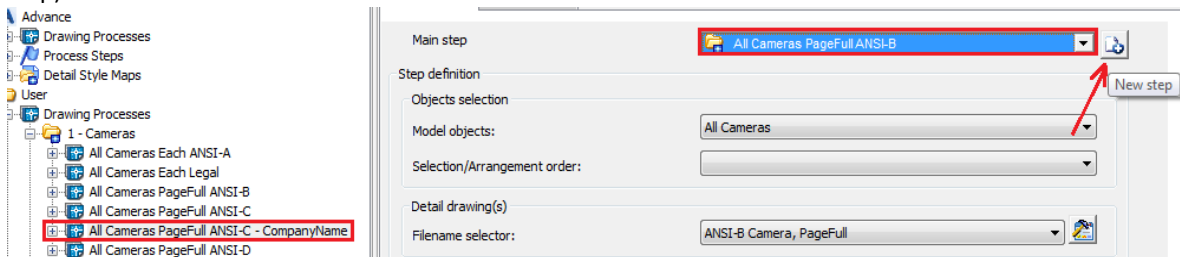 Advance
Drawing Processes
Process Steps
Detail Style Maps
User
Drawing Processes
1 - Cameras
All Cameras Each ANSI-A
All Cameras Each Legal
All Cameras PageFull ANSI-B
All Cameras PageFull ANSI-C
All Cameras PageFull ANSI-C - CompanyName
All Cameras PageFull ANSI-D
Main step
All Cameras PageFull ANSI-B
New step
Step definition
Objects selection
Model objects:
All Cameras
Selection/Arrangement order:
Detail drawing(s)
Filename selector:
ANSI-B Camera, PageFull